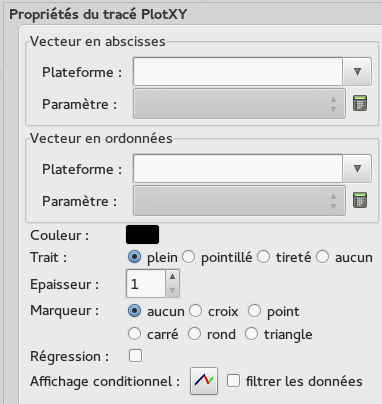 Propriétés du tracé PlotXY
Vecteur en abscisses
Plateforme :
Paramètre :
Vecteur en ordonnées
Plateforme :
Paramètre :
Couleur :
Trait : plein pointillé tireté aucun
Epaisseur : 1
Marqueur : aucun croix point
carré rond triangle
Régression :
Affichage conditionnel : filtrer les données